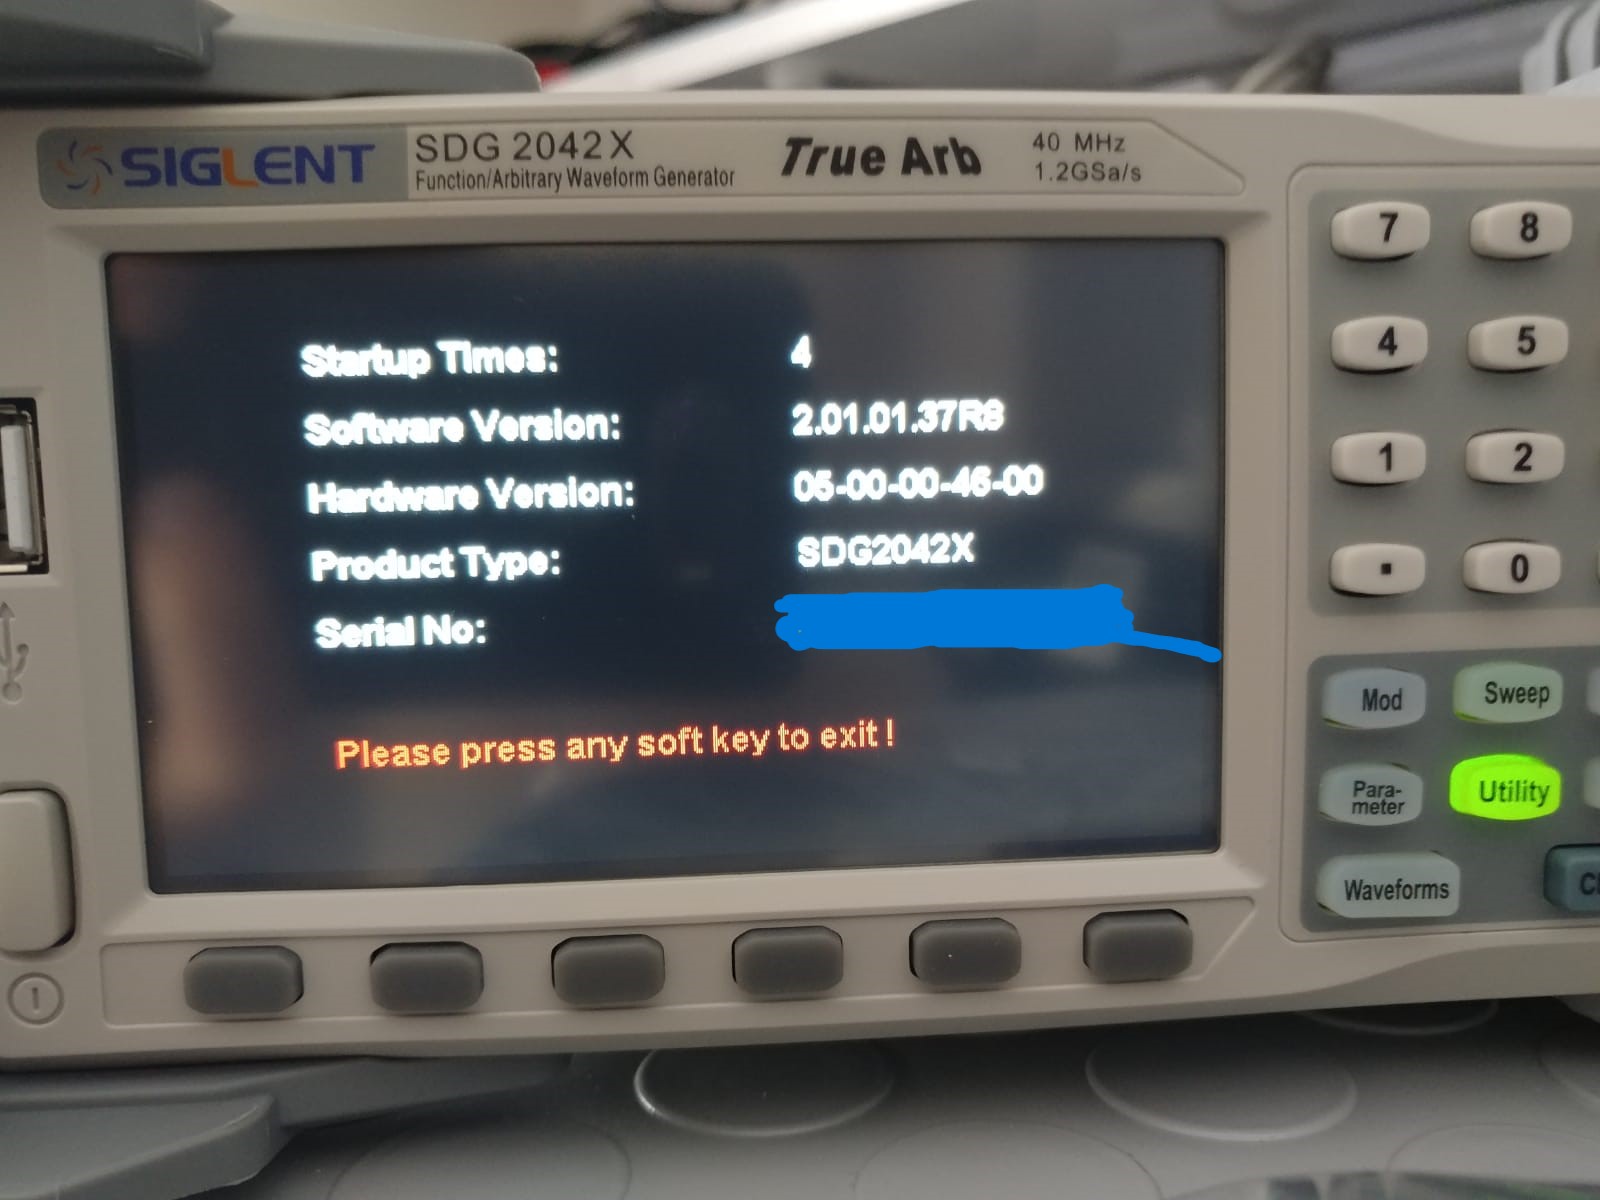 SIGLENT
SDG 2042X
Function/Arbitrary Waveform Generator
True Arb
40 MHz
1.2GSa/s
Startup Times: 4
Software Version: 2.01.01.37R8
Hardware Version: 05-00-00-46-00
Product Type: SDG2042X
Serial No:
Please press any soft key to exit!
7 8
4 5
1 2
. 0
Mod Sweep
Para-
meter
Utility
Waveforms